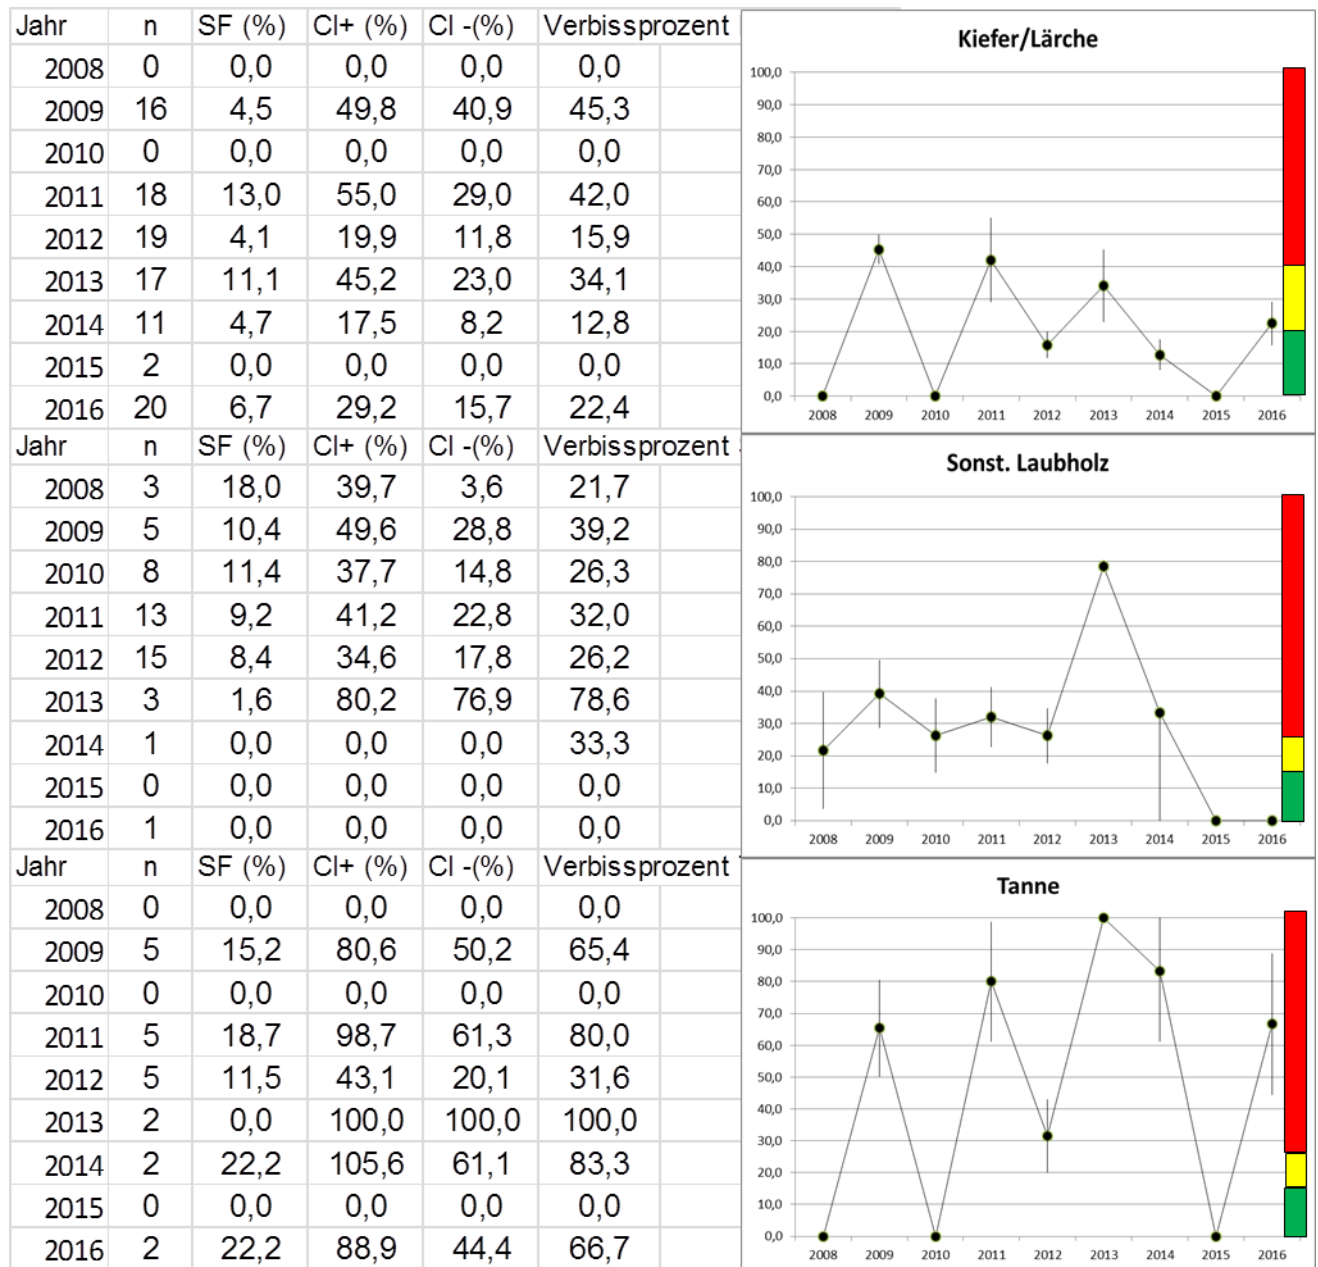 Jahr n SF (%) CI+ (%) CI -(%) Verbissprozent
2008 0 0,0 0,0 0,0 0,0
2009 16 4,5 49,8 40,9 45,3
2010 0 0,0 0,0 0,0 0,0
2011 18 13,0 55,0 29,0 42,0
2012 19 4,1 19,9 11,8 15,9
2013 17 11,1 45,2 23,0 34,1
2014 11 4,7 17,5 8,2 12,8
2015 2 0,0 0,0 0,0 0,0
2016 20 6,7 29,2 15,7 22,4
Kiefer/Lärche
100,0
90,0
80,0
70,0
60,0
50,0
40,0
30,0
20,0
10,0
0,0
2008 2009 2010 2011 2012 2013 2014 2015 2016
Jahr n SF (%) CI+ (%) CI -(%) Verbissprozent
2008 3 18,0 39,7 3,6 21,7
2009 5 10,4 49,6 28,8 39,2
2010 8 11,4 37,7 14,8 26,3
2011 13 9,2 41,2 22,8 32,0
2012 15 8,4 34,6 17,8 26,2
2013 3 1,6 80,2 76,9 78,6
2014 1 0,0 0,0 0,0 33,3
2015 0 0,0 0,0 0,0 0,0
2016 1 0,0 0,0 0,0 0,0
Sonst. Laubholz
100,0
90,0
80,0
70,0
60,0
50,0
40,0
30,0
20,0
10,0
0,0
2008 2009 2010 2011 2012 2013 2014 2015 2016
Jahr n SF (%) CI+ (%) CI -(%) Verbissprozent
2008 0 0,0 0,0 0,0 0,0
2009 5 15,2 80,6 50,2 65,4
2010 0 0,0 0,0 0,0 0,0
2011 5 18,7 98,7 61,3 80,0
2012 5 11,5 43,1 20,1 31,6
2013 2 0,0 100,0 100,0 100,0
2014 2 22,2 105,6 61,1 83,3
2015 0 0,0 0,0 0,0 0,0
2016 2 22,2 88,9 44,4 66,7
Tanne
100,0
90,0
80,0
70,0
60,0
50,0
40,0
30,0
20,0
10,0
0,0
2008 2009 2010 2011 2012 2013 2014 2015 2016